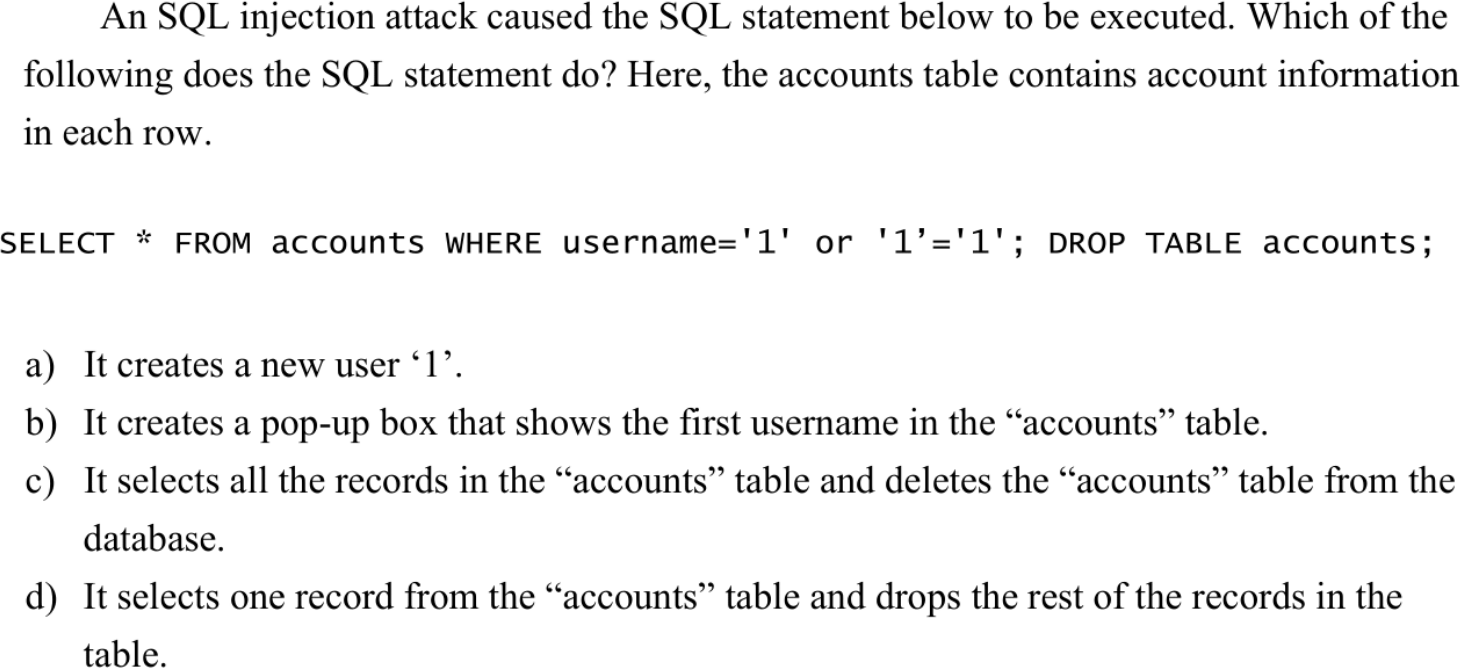 An SQL injection attack caused the SQL statement below to be executed. Which of the
following does the SQL statement do? Here, the accounts table contains account information
in each row.
SELECT * FROM accounts WHERE username='1' or '1’='1'; DROP TABLE accounts;
a) It creates a new user ‘1’.
b) It creates a pop-up box that shows the first username in the “accounts” table.
c) It selects all the records in the “accounts” table and deletes the “accounts” table from the
database.
d) It selects one record from the “accounts” table and drops the rest of the records in the
table.